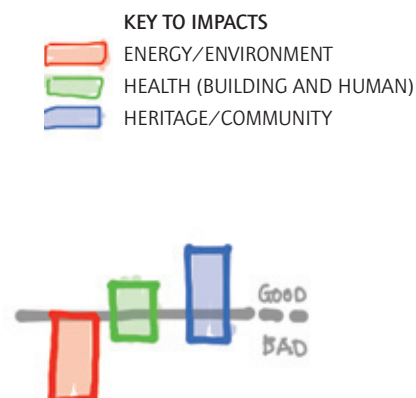 KEY TO IMPACTS
ENERGY/ENVIRONMENT
HEALTH (BUILDING AND HUMAN)
HERITAGE/COMMUNITY
GOOD
BAD